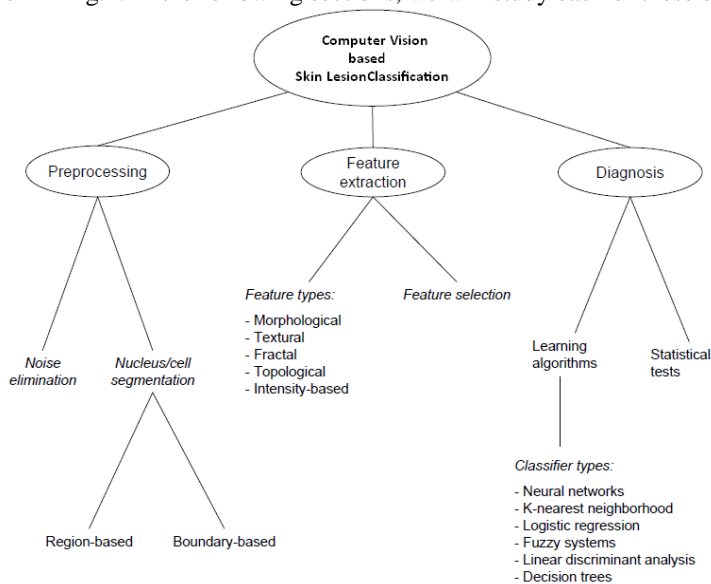 Computer Vision
based
Skin LesionClassification
Preprocessing
Feature
extraction
Diagnosis
Noise
elimination
Nucleus/cell
segmentation
Region-based
Boundary-based
Feature types:
- Morphological
- Textural
- Fractal
- Topological
- Intensity-based
Feature selection
Learning
algorithms
Statistical
tests
Classifier types:
- Neural networks
- K-nearest neighborhood
- Logistic regression
- Fuzzy systems
- Linear discriminant analysis
- Decision trees